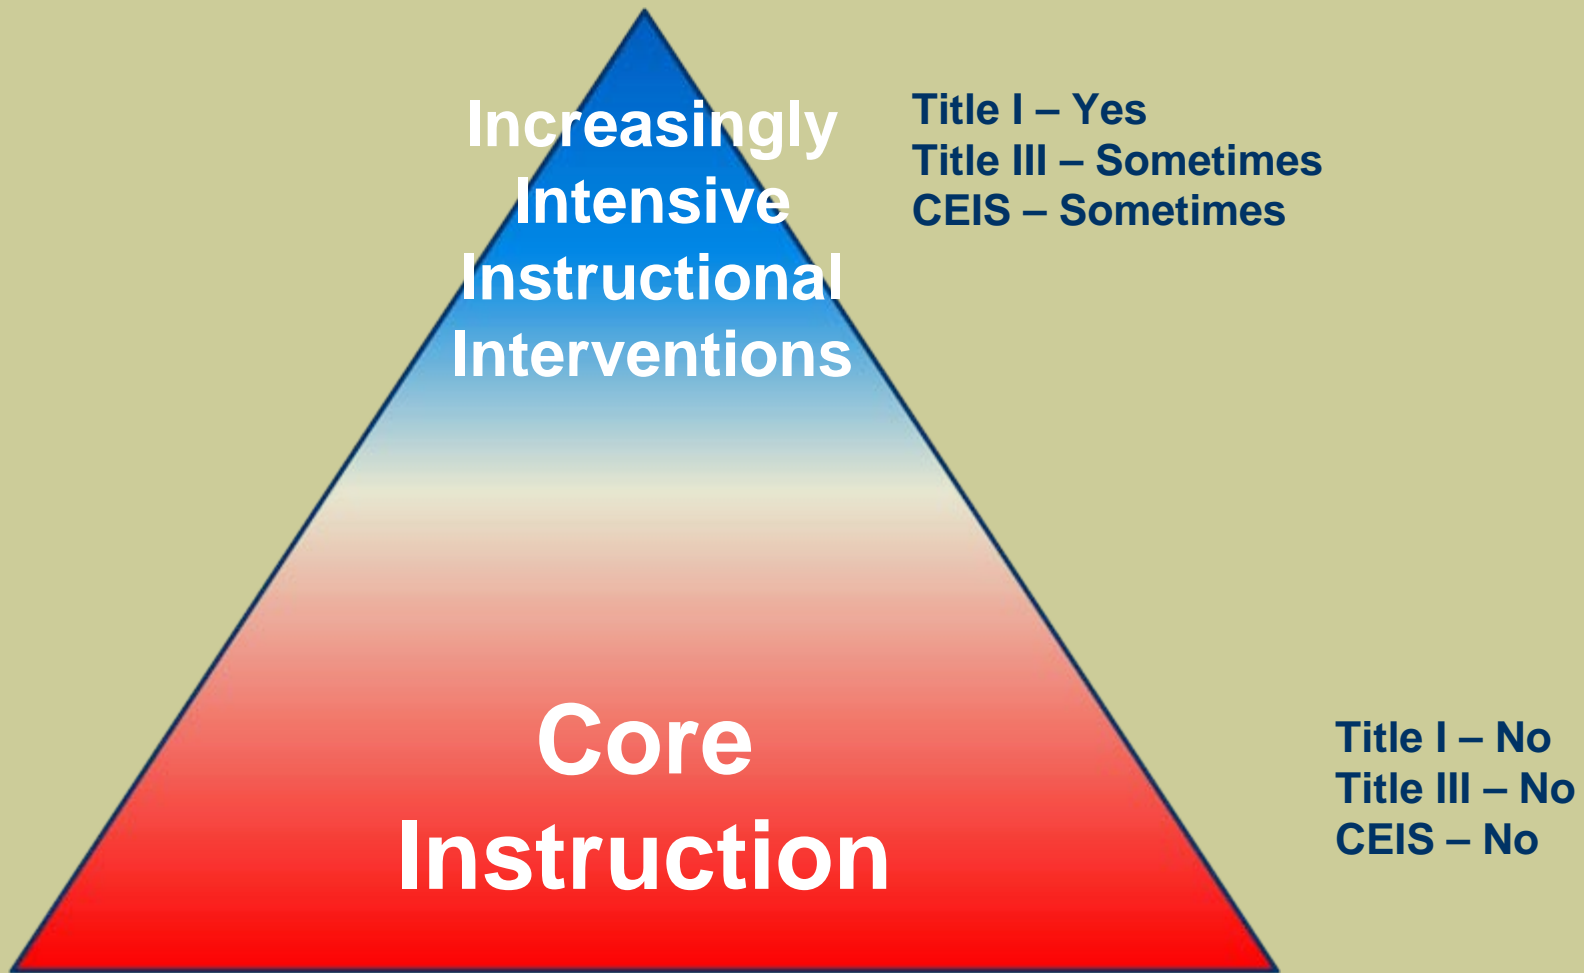 Increasingly
Intensive
Instructional
Interventions
Title I – Yes
Title III – Sometimes
CEIS – Sometimes
Core
Instruction
Title I – No
Title III – No
CEIS – No